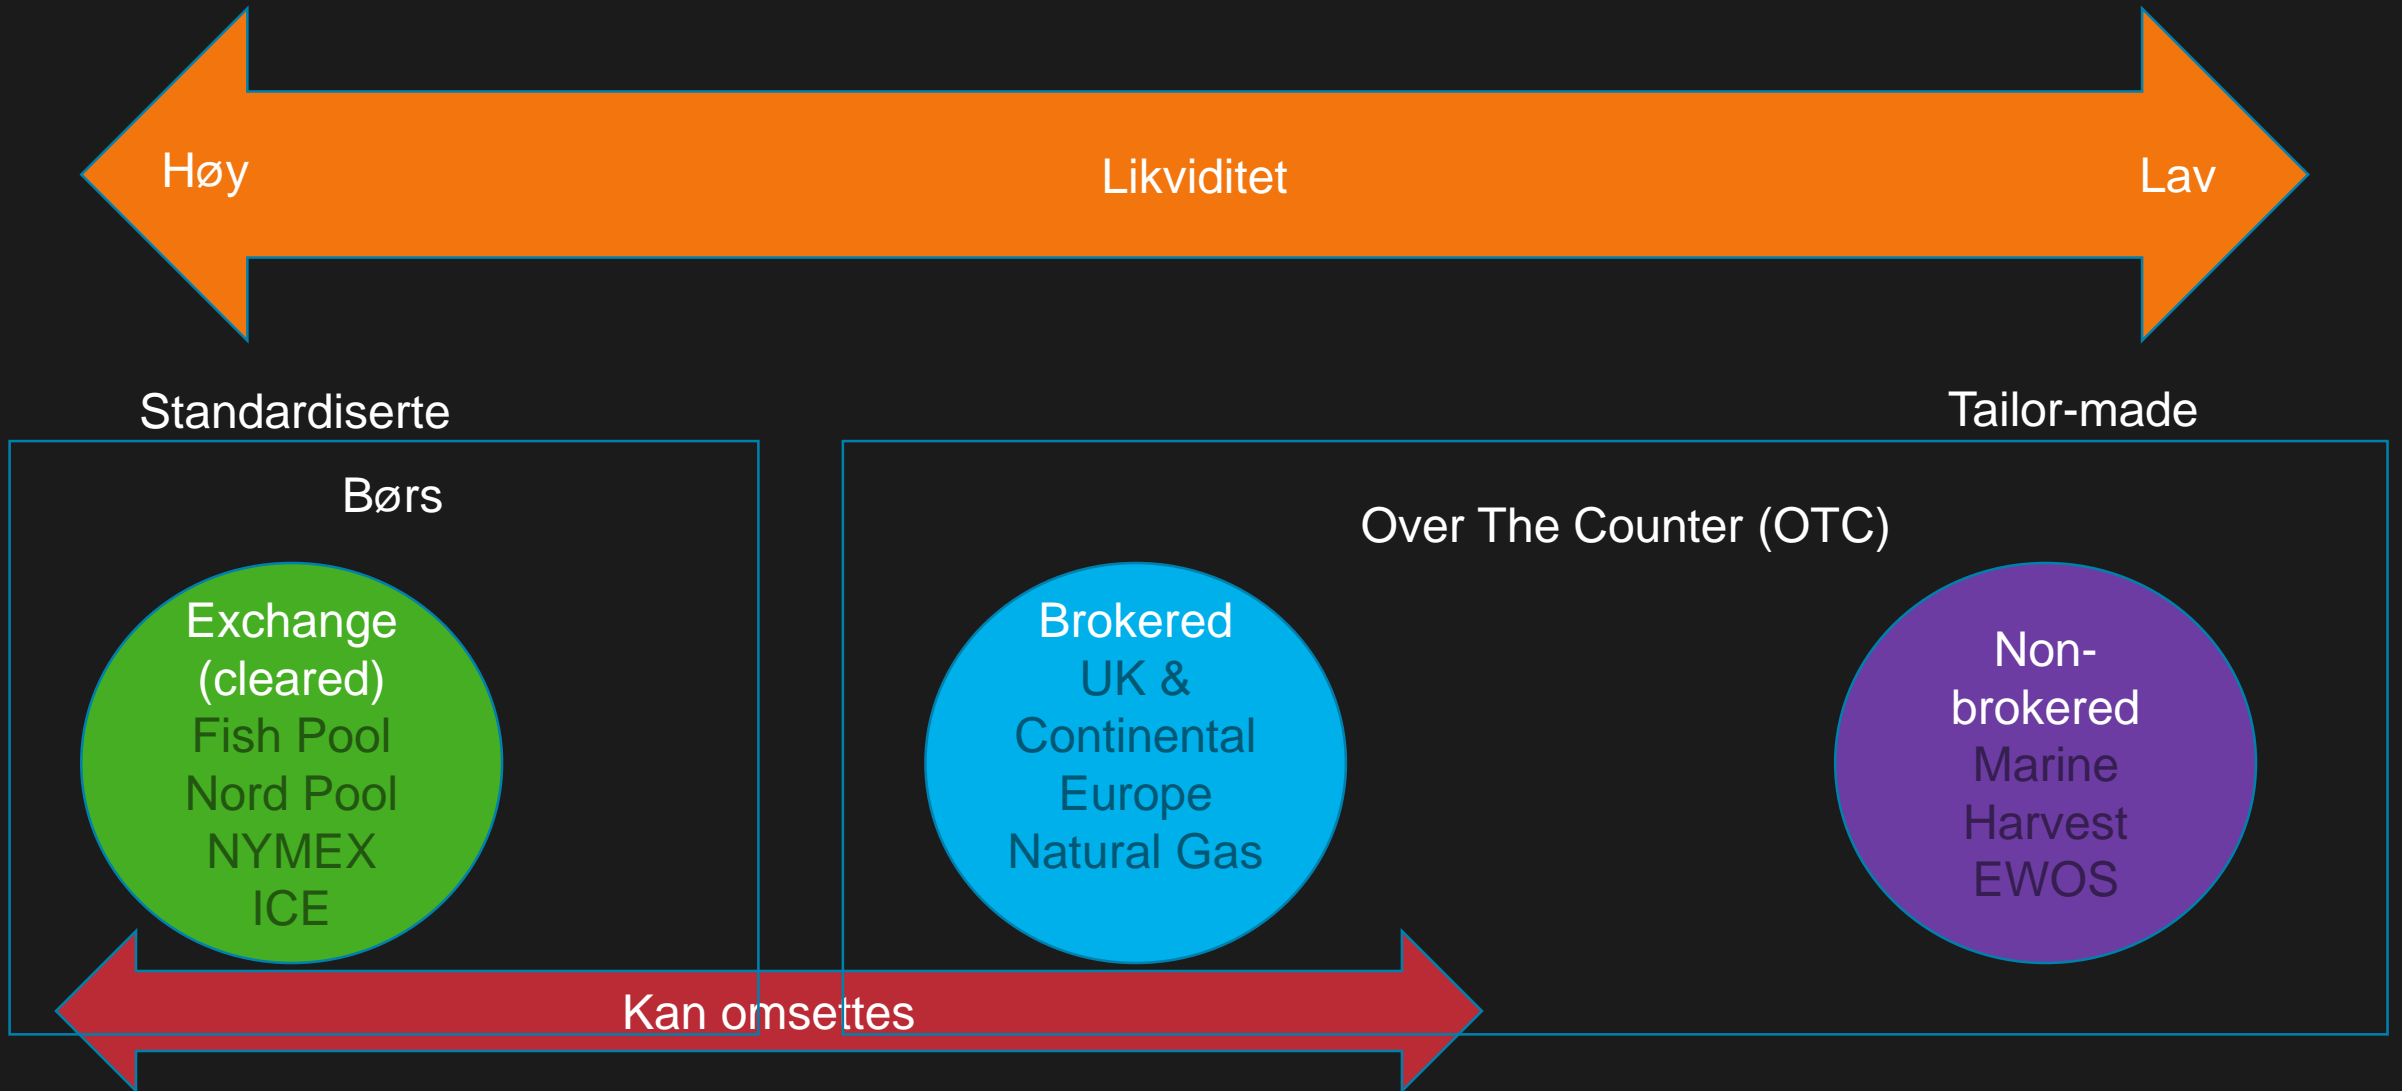 Høy
Likviditet
Lav
Standardiserte
Tailor-made
Børs
Over The Counter (OTC)
Exchange
(cleared)
Fish Pool
Nord Pool
NYMEX
ICE
Brokered
UK &
Continental
Europe
Natural Gas
Non-
brokered
Marine
Harvest
EWOS
Kan omsettes